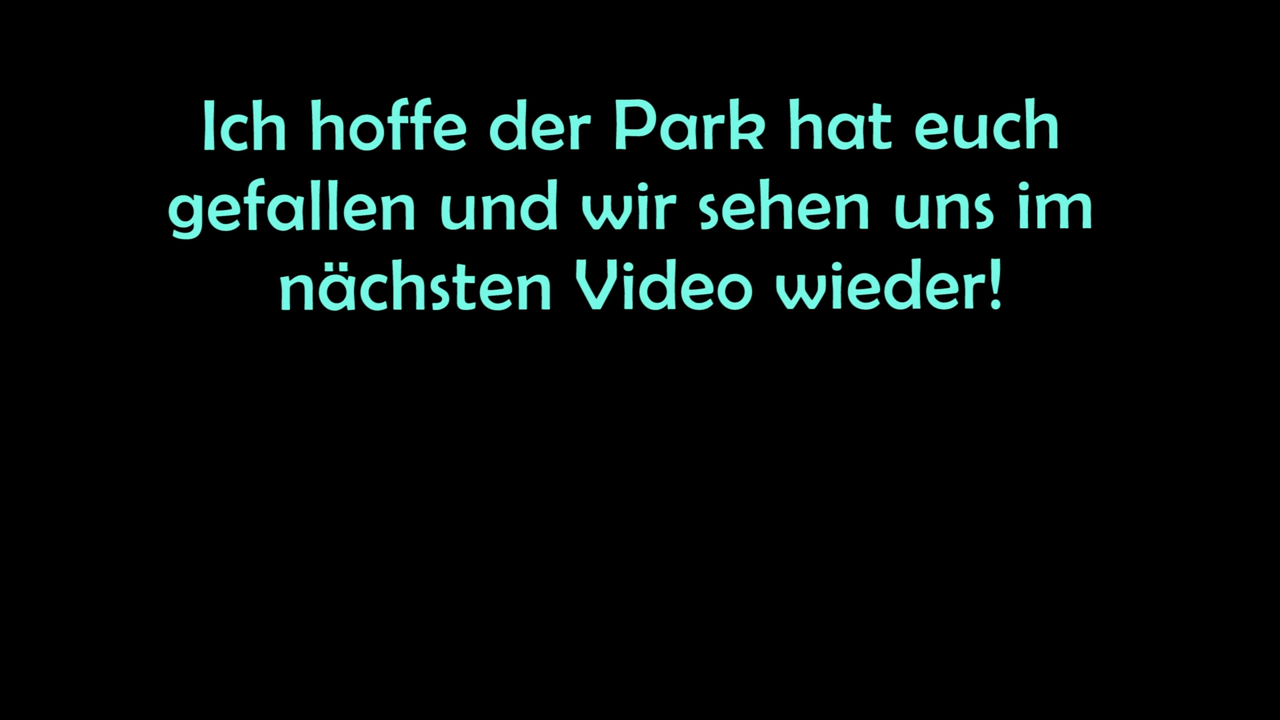 Ich hoffe der Park hat euch
gefallen und wir sehen uns im
nächsten Video wieder!